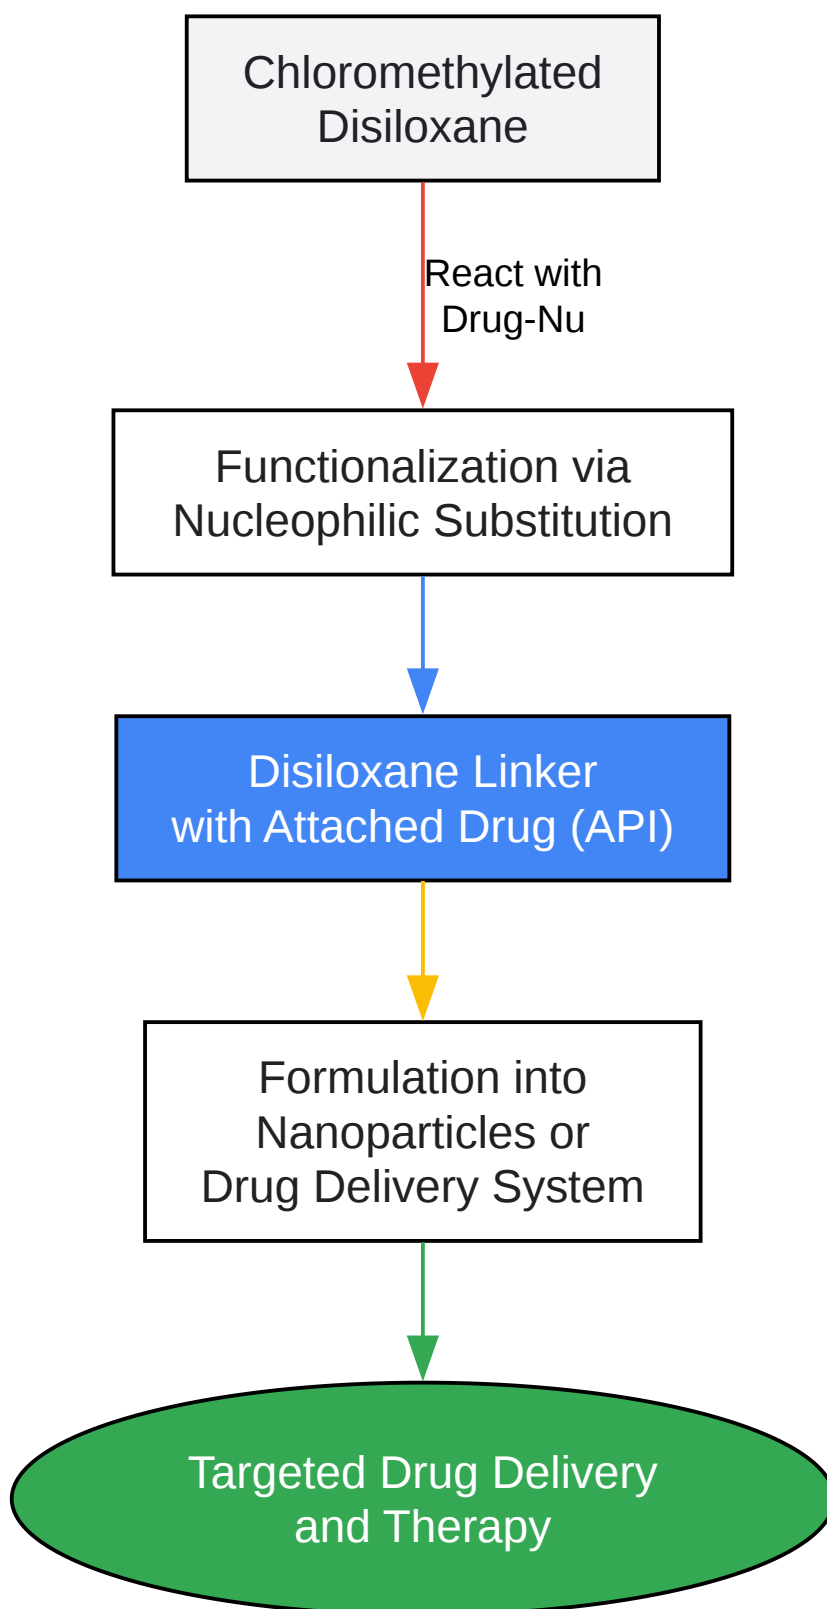 Chloromethylated
Disiloxane
React with
Drug-Nu
Functionalization via
Nucleophilic Substitution
Disiloxane Linker
with Attached Drug (API)
Formulation into
Nanoparticles or
Drug Delivery System
Targeted Drug Delivery
and Therapy